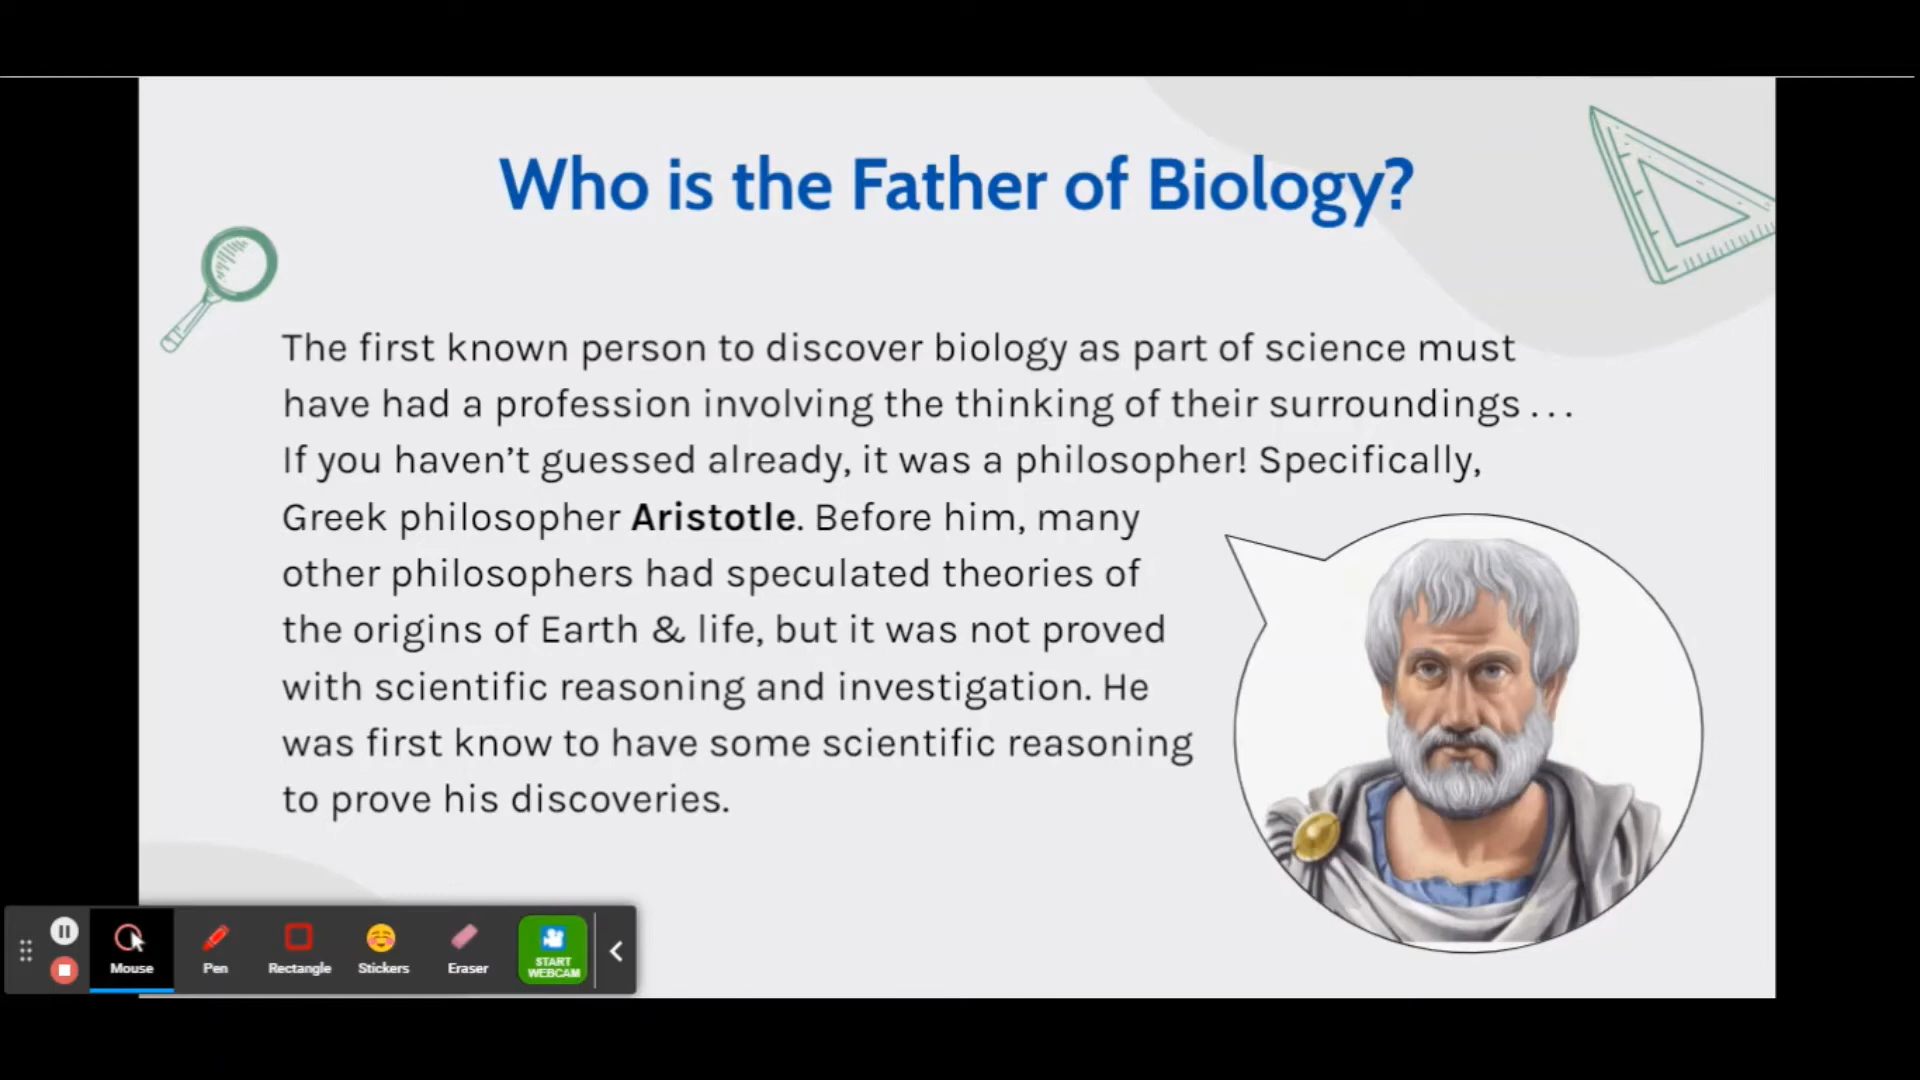 Who is the Father of Biology?
The first known person to discover biology as part of science must
have had a profession involving the thinking of their surroundings . . .
If you haven’t guessed already, it was a philosopher! Specifically,
Greek philosopher Aristotle. Before him, many
other philosophers had speculated theories of
the origins of Earth & life, but it was not proved
with scientific reasoning and investigation. He
was first know to have some scientific reasoning
to prove his discoveries.
Mouse Pen Rectangle Stickers Eraser
START
WEBCAM